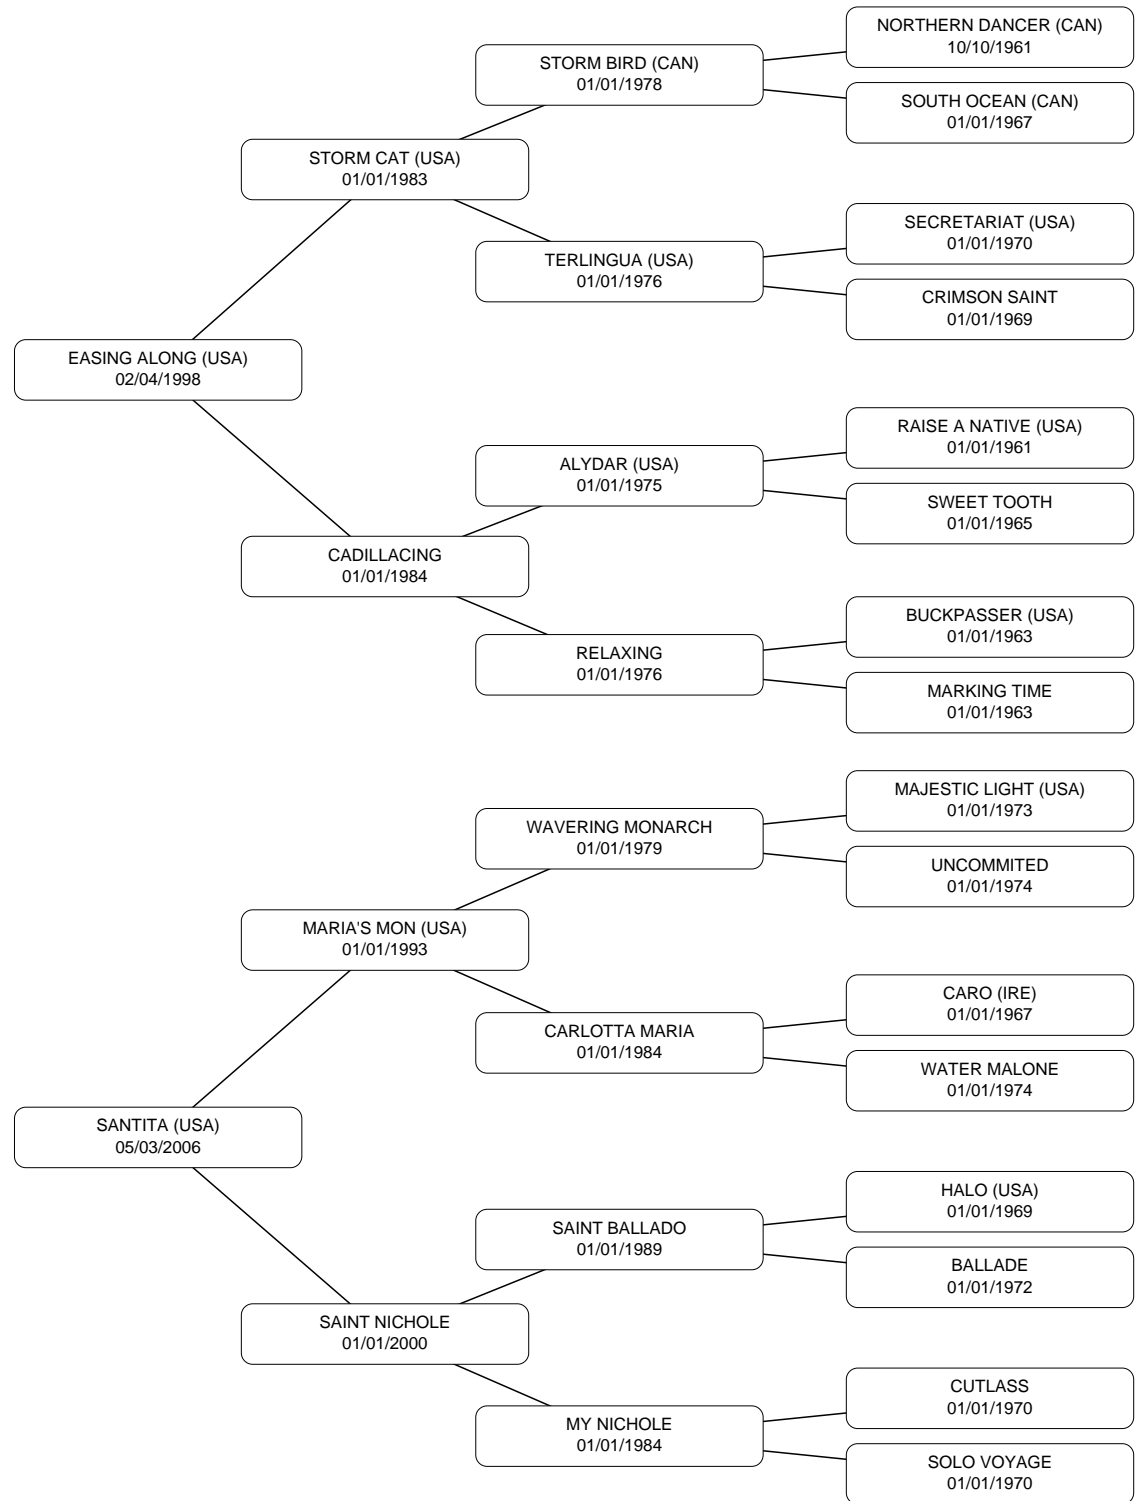 NORTHERN DANCER (CAN)
10/10/1961
STORM BIRD (CAN)
01/01/1978
SOUTH OCEAN (CAN)
01/01/1967
STORM CAT (USA)
01/01/1983
SECRETARIAT (USA)
01/01/1970
TERLINGUA (USA)
01/01/1976
CRIMSON SAINT
01/01/1969
EASING ALONG (USA)
02/04/1998
RAISE A NATIVE (USA)
01/01/1961
ALYDAR (USA)
01/01/1975
SWEET TOOTH
01/01/1965
CADILLACING
01/01/1984
BUCKPASSER (USA)
01/01/1963
RELAXING
01/01/1976
MARKING TIME
01/01/1963
MAJESTIC LIGHT (USA)
01/01/1973
WAVERING MONARCH
01/01/1979
UNCOMMITED
01/01/1974
MARIA'S MON (USA)
01/01/1993
CARO (IRE)
01/01/1967
CARLOTTA MARIA
01/01/1984
WATER MALONE
01/01/1974
SANTITA (USA)
05/03/2006
HALO (USA)
01/01/1969
SAINT BALLADO
01/01/1989
BALLADE
01/01/1972
SAINT NICHOLE
01/01/2000
CUTLASS
01/01/1970
MY NICHOLE
01/01/1984
SOLO VOYAGE
01/01/1970